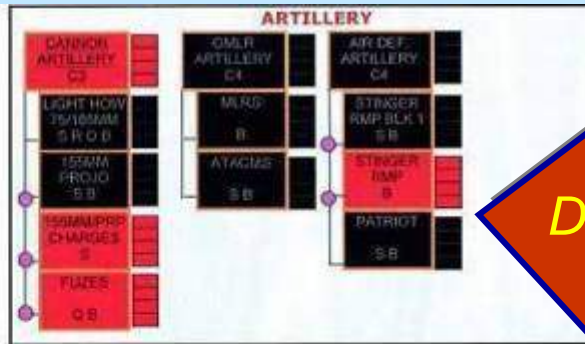 ARTILLERY
CANNON
ARTILLERY
C3
LIGHT HOW
75/105MM
S R O B
155MM
PROJO
S B
155MM/PRP
CHARGES
S
FUZES
Q B
GMLR
ARTILLERY
C4
MLRS
B
ATACMS
S B
AIR DEF.
ARTILLERY
C4
STINGER
RMP BLK 1
S B
STINGER
RMP
B
PATRIOT
S B
D